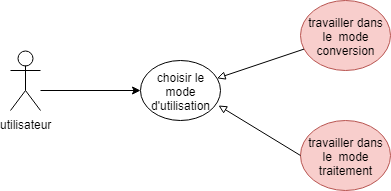 travailler dans
le mode
conversion
choisir le
mode
d'utilisation
utilisateur
travailler dans
le mode
traitement